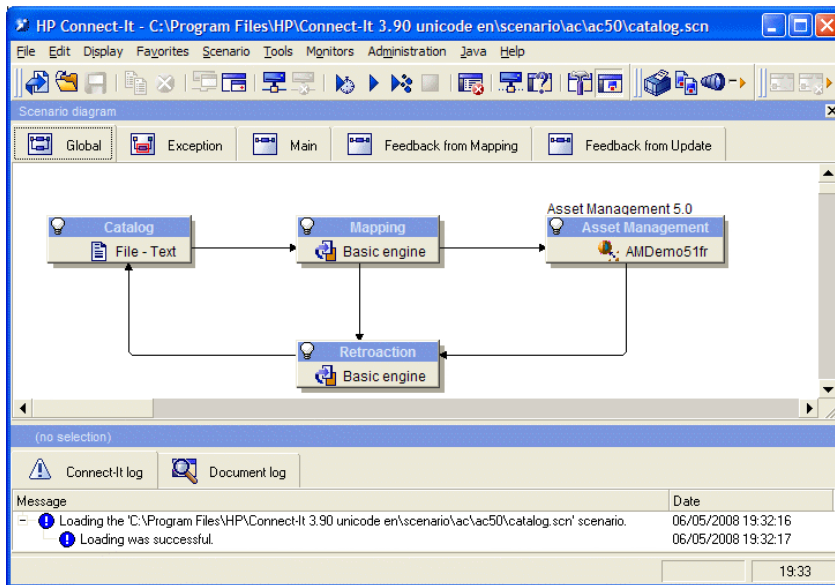 HP Connect-It - C:\Program Files\HP\Connect-It 3.90 unicode en\scenario\ac\ac50\catalog.scn
File Edit Display Favorites Scenario Tools Monitors Administration Java Help
Scenario diagram
Global Exception Main Feedback from Mapping Feedback from Update
Asset Management 5.0
Catalog Mapping Asset Management
File - Text Basic engine AMDemo51fr
Retroaction
Basic engine
(no selection)
Connect-It log Document log
Message Date
Loading the 'C:\Program Files\HP\Connect-It 3.90 unicode en\scenario\ac\ac50\catalog.scn' scenario. 06/05/2008 19:32:16
Loading was successful. 06/05/2008 19:32:17
19:33